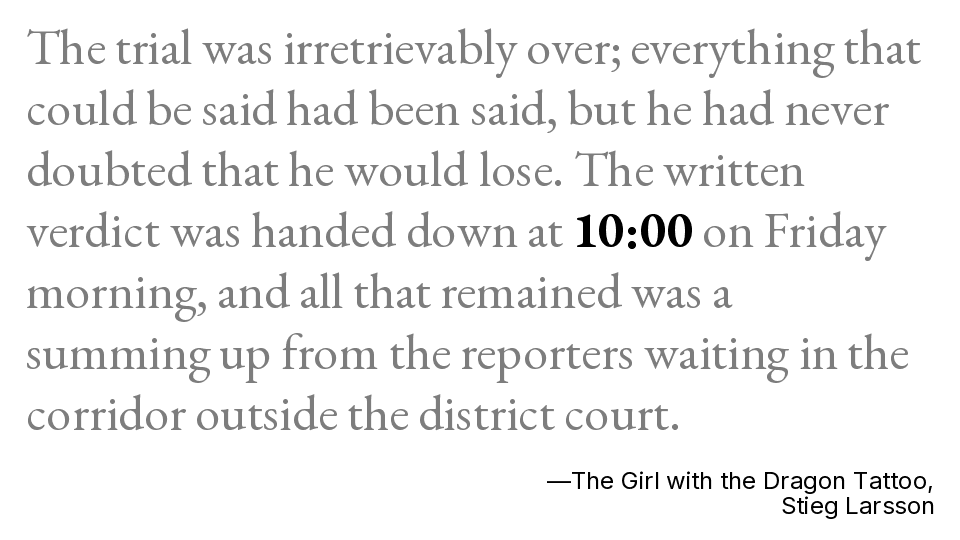 The trial was irretrievably over; everything that
could be said had been said, but he had never
doubted that he would lose. The written
verdict was handed down at 10:00 on Friday
morning, and all that remained was a
summing up from the reporters waiting in the
corridor outside the district court.
—The Girl with the Dragon Tattoo,
Stieg Larsson